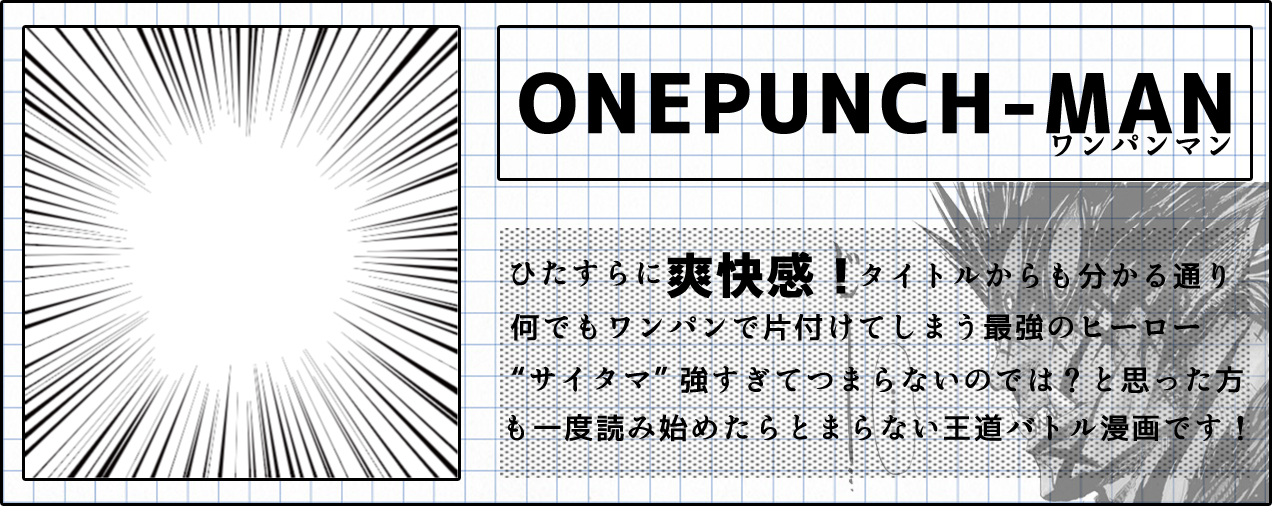 ONEPUNCH-MAN
ワンパンマン
ひたすらに爽快感！タイトルからも分かる通り
何でもワンパンで片付けてしまう最強のヒーロー
“サイタマ”強すぎてつまらないのでは？と思った方
も一度読み始めたらとまらない王道バトル漫画です！